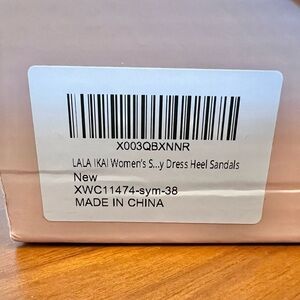 X003QBXNNR
LALA IKAI Women's S...y Dress Heel Sandals
New
XWC11474-sym-38
MADE IN CHINA